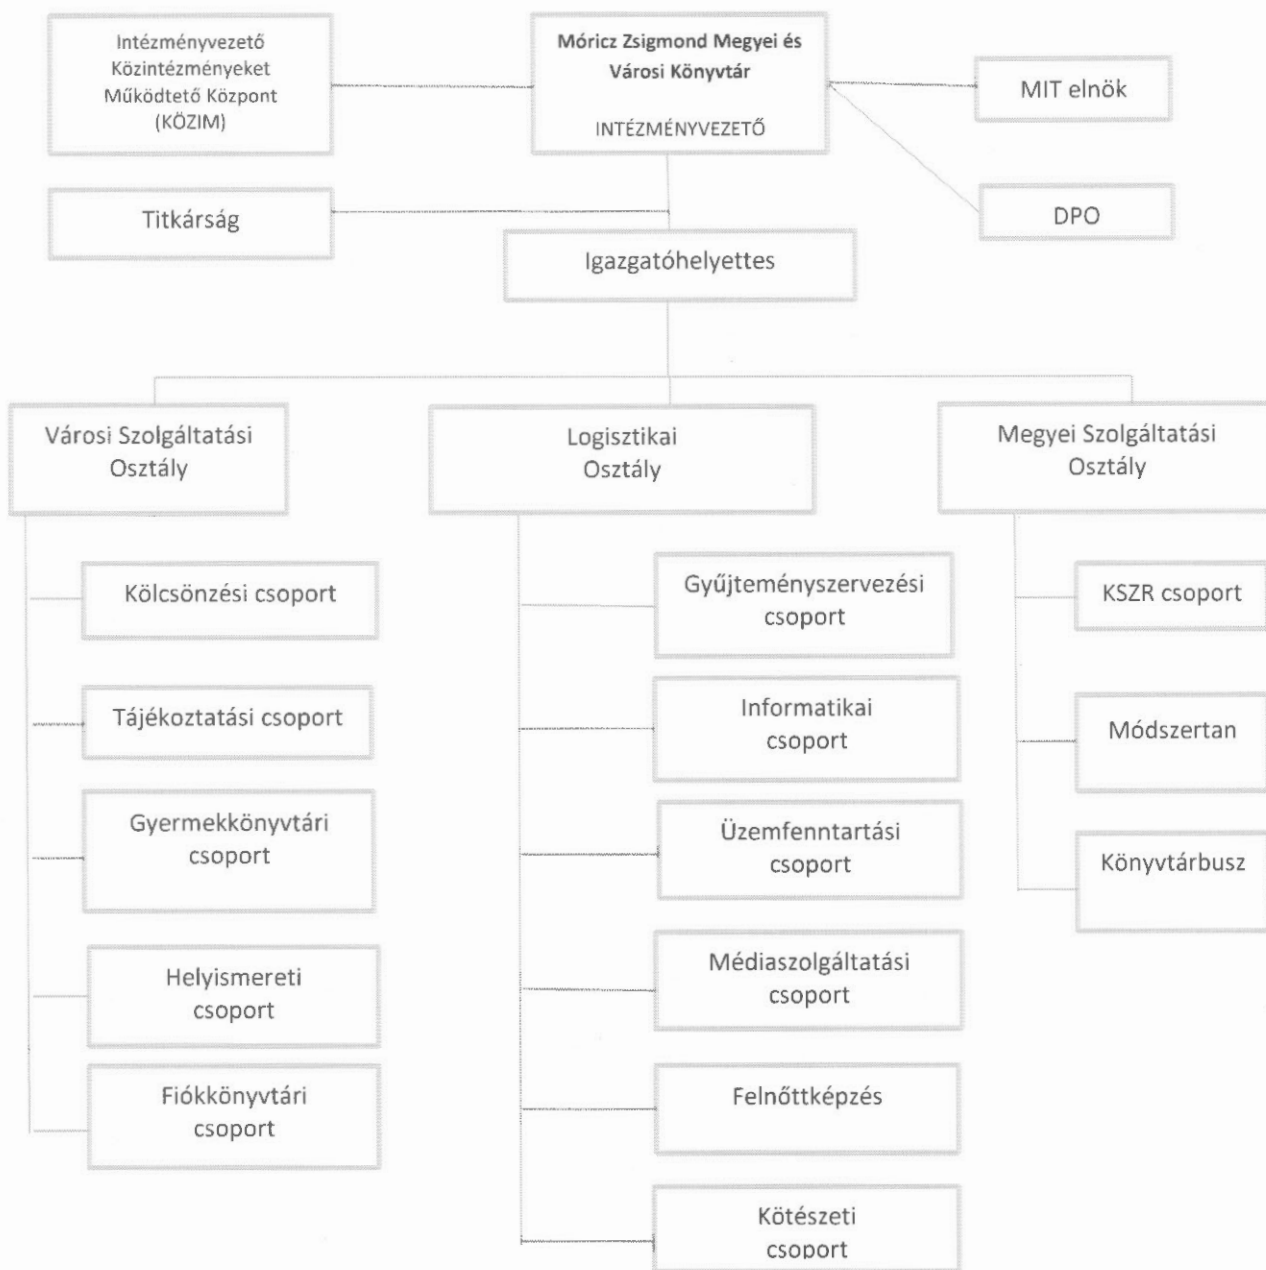 Intézményvezető
Közintézményeket
Működtető Központ
(KÖZIM)
Móricz Zsigmond Megyei és
Városi Könyvtár
INTÉZMÉNYVEZETŐ
MIT elnök
Titkárság
DPO
Igazgatóhelyettes
Városi Szolgáltatási
Osztály
Kölcsönzési csoport
Tájékoztatási csoport
Gyermekkönyvtári
csoport
Helyismereti
csoport
Fiókkönyvtári
csoport
Logisztikai
Osztály
Gyűjteményszervezési
csoport
Informatikai
csoport
Üzemfenntartási
csoport
Médiaszolgáltatási
csoport
Felnőttképzés
Kötészeti
csoport
Megyei Szolgáltatási
Osztály
KSZR csoport
Módszertan
Könyvtárbusz